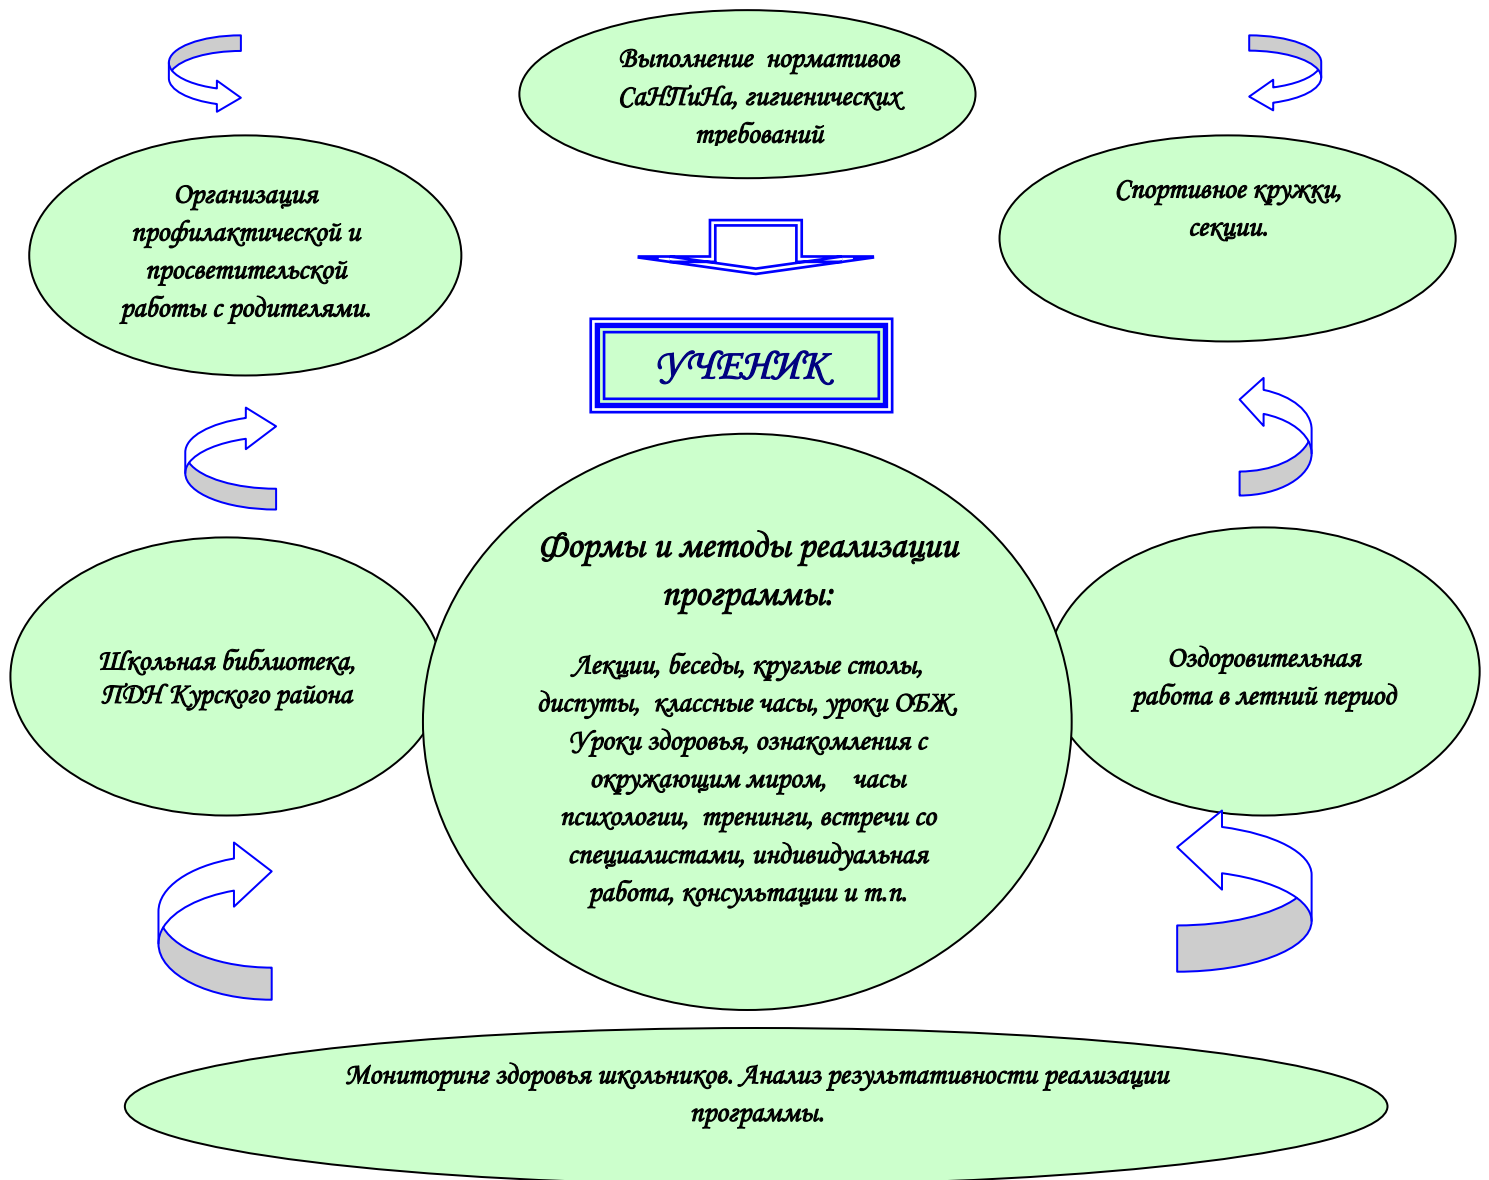 Выполнение нормативов
СаНПиНа, гигиенических
требований
Организация
профилактической и
просветительской
работы с родителями.
Спортивное кружки,
секции.
УЧЕНИК
Формы и методы реализации
программы:
Лекции, беседы, круглые столы,
диспуты, классные часы, уроки ОБЖ,
Уроки здоровья, ознакомления с
окружающим миром, часы
психологии, тренинги, встречи со
специалистами, индивидуальная
работа, консультации и т.п.
Школьная библиотека,
ПДН Курского района
Оздоровительная
работа в летний период
Мониторинг здоровья школьников. Анализ результативности реализации
программы.